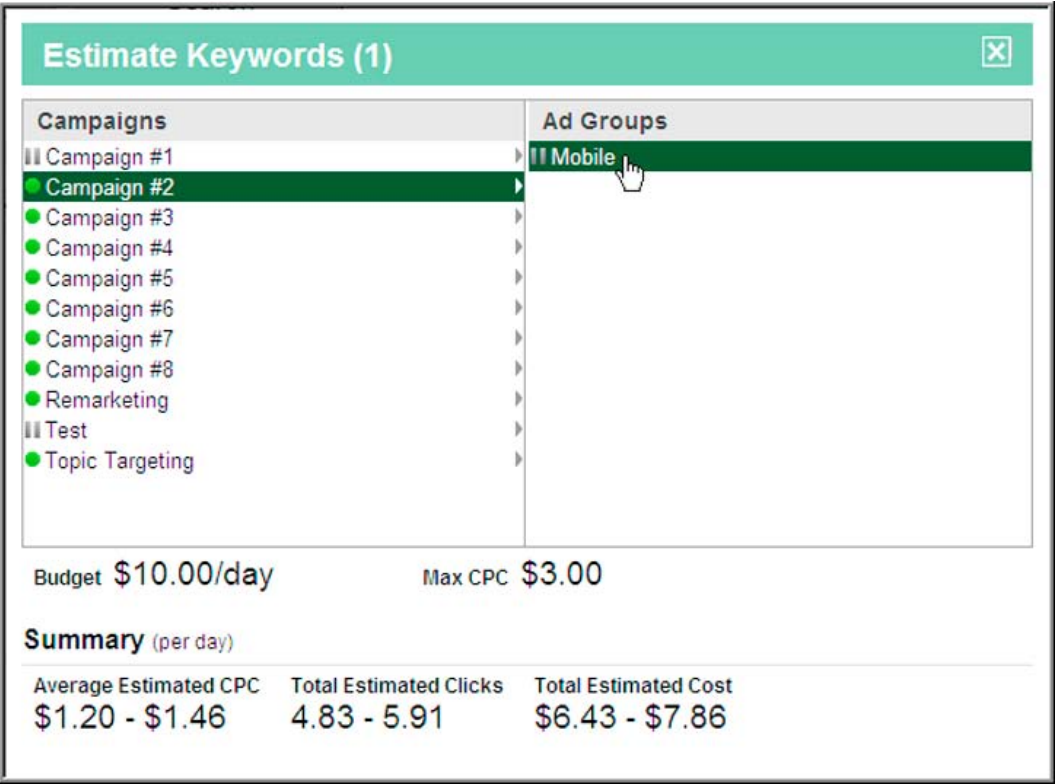 Estimate Keywords (1)
Campaigns
Ad Groups
Campaign #1
Mobile
Campaign #2
Campaign #3
Campaign #4
Campaign #5
Campaign #6
Campaign #7
Campaign #8
Remarketing
Test
Topic Targeting
Budget $10.00/day
Max CPC $3.00
Summary (per day)
Average Estimated CPC
Total Estimated Clicks
Total Estimated Cost
$1.20 - $1.46
4.83 - 5.91
$6.43 - $7.86